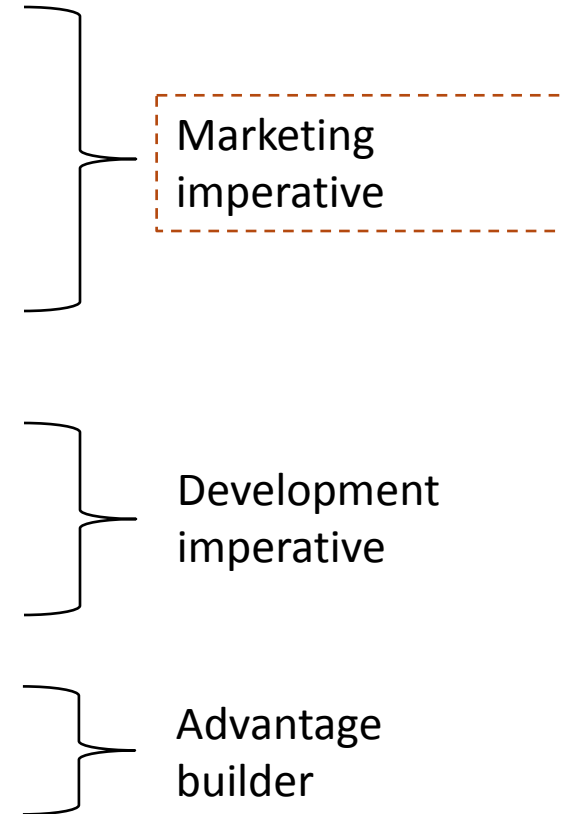 Marketing
imperative
Development
imperative
Advantage
builder